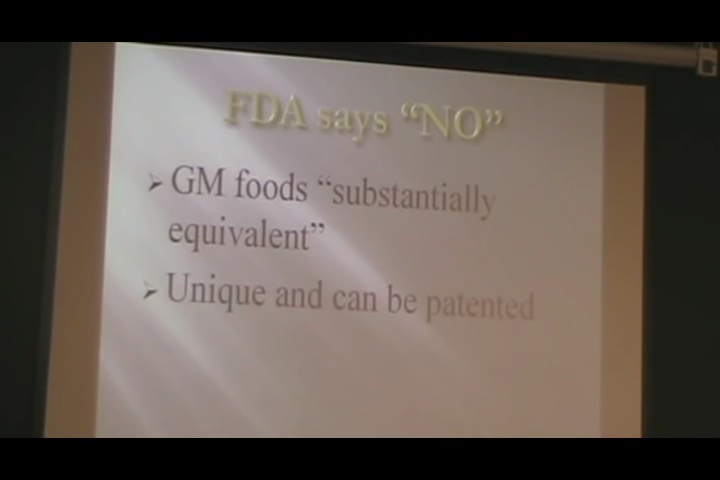 FDA says “NO”
➢ GM foods “substantially
equivalent”
➢ Unique and can be patented